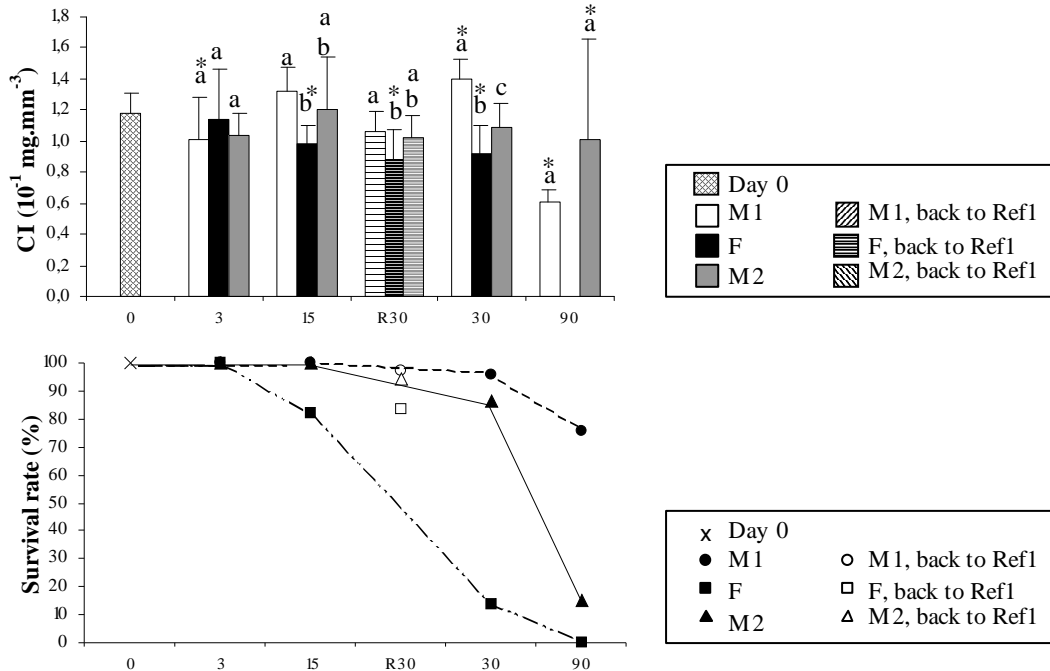 CI (10⁻¹ mg.mm⁻³)
1,8
1,6
1,4
1,2
1,0
0,8
0,6
0,4
0,2
0,0
*
a
a
a
a
b*
a
b
a
*
b
a
b
*
a
*
b
c
*
a
*
a
0 3 15 R30 30 90
Day 0
M1 M1, back to Ref1
F F, back to Ref1
M2 M2, back to Ref1
Survival rate (%)
100
90
80
70
60
50
40
30
20
10
0
0 3 15 R30 30 90
x Day 0
M1 M1, back to Ref1
F F, back to Ref1
M2 M2, back to Ref1